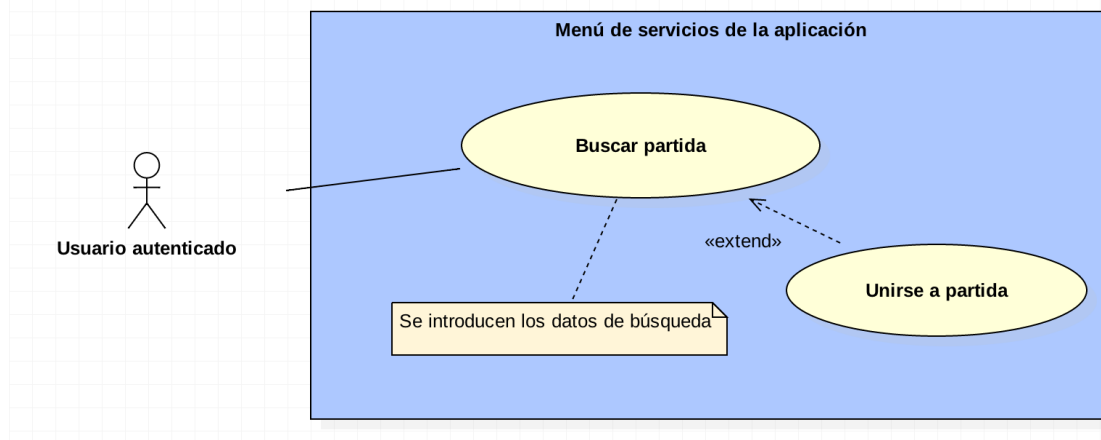 Menú de servicios de la aplicación
Buscar partida
Usuario autenticado
«extend»
Unirse a partida
Se introducen los datos de búsqueda